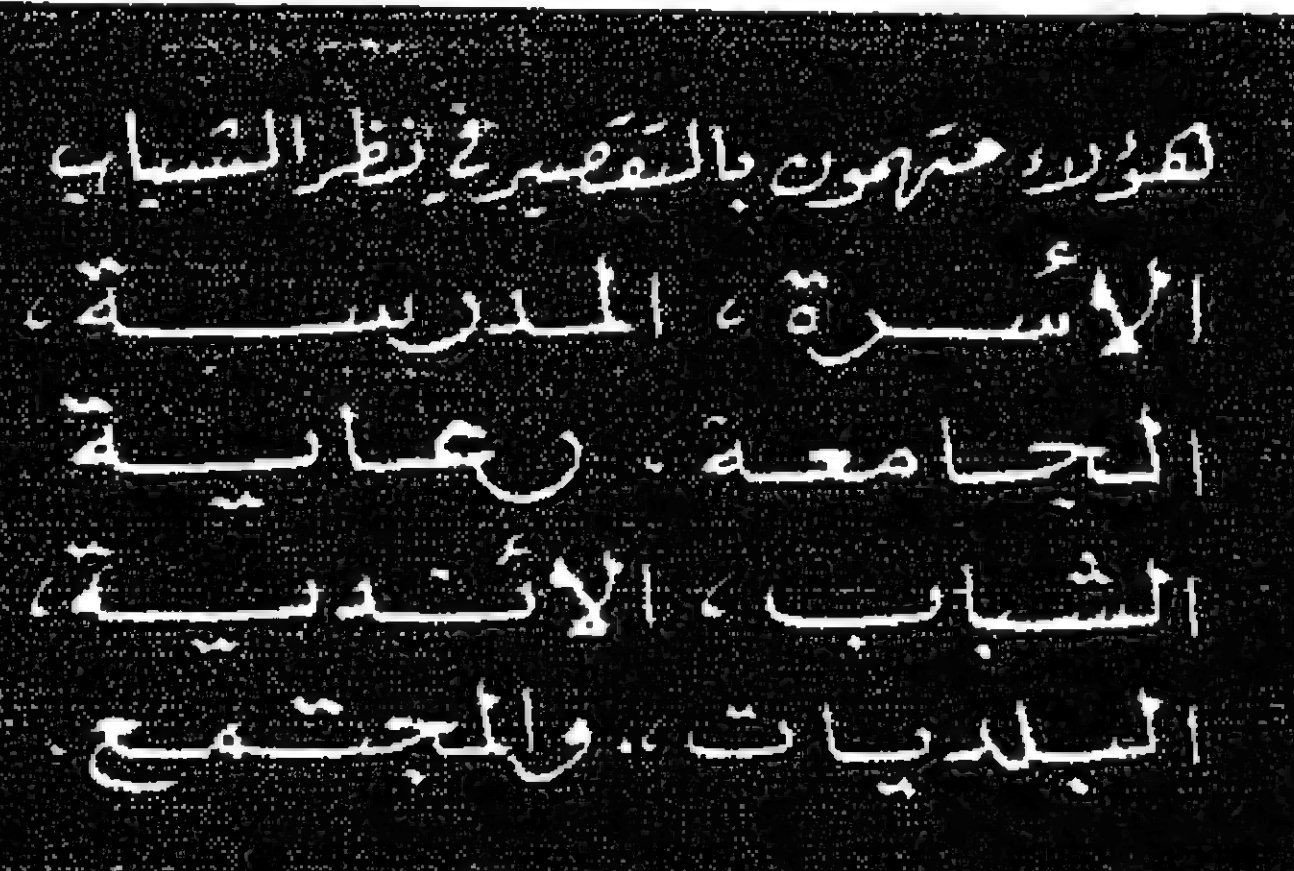 هؤلاء متهمون بالتقصير في نظر الشباب
الأسرة ، المدرسة ،
الجامعة . رعاية
الشباب ، الأندية ،
البلديات ،. والمجتمع .